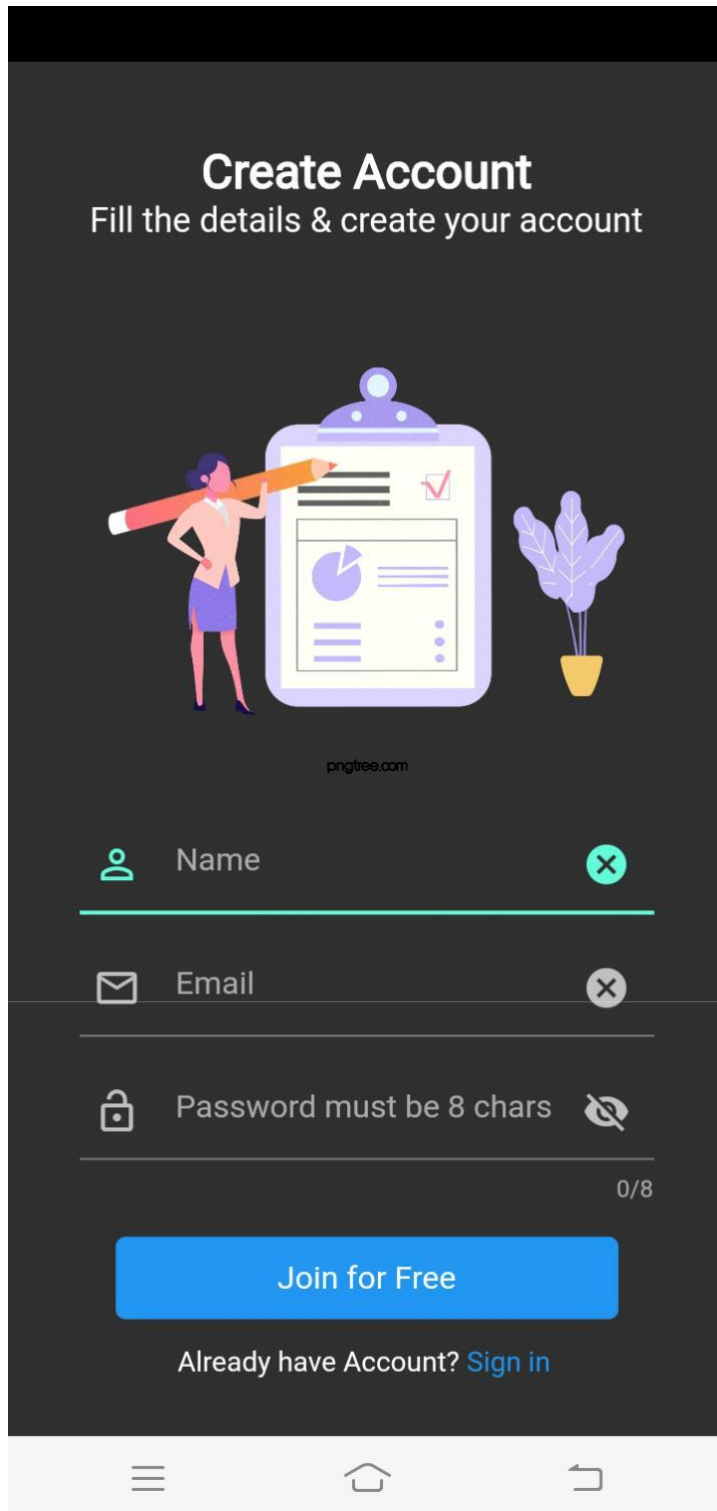 Create Account
Fill the details & create your account
pngtree.com
Name
Email
Password must be 8 chars
0/8
Join for Free
Already have Account? Sign in